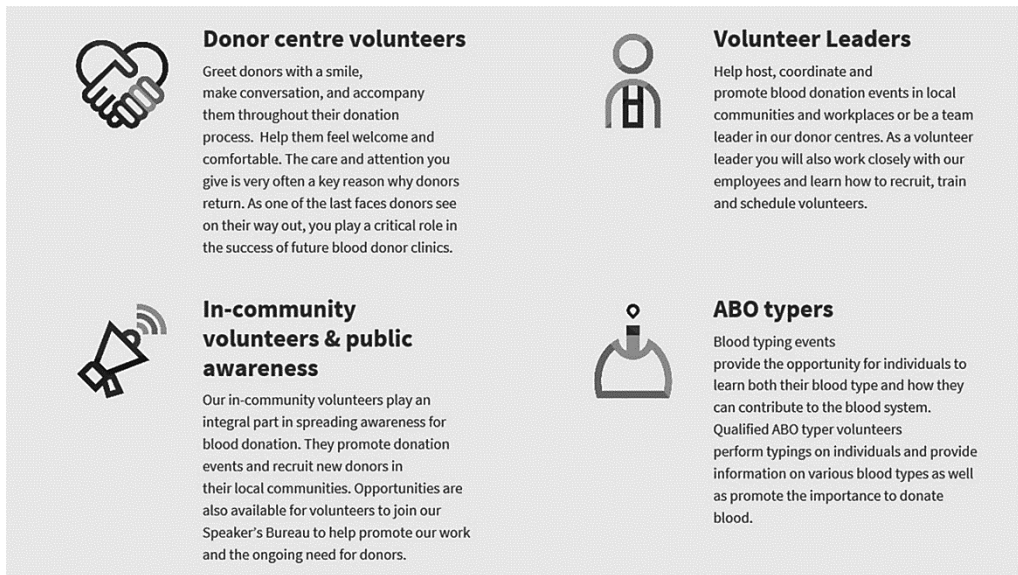 Donor centre volunteers
Greet donors with a smile,
make conversation, and accompany
them throughout their donation
process.  Help them feel welcome and
comfortable. The care and attention you
give is very often a key reason why donors
return. As one of the last faces donors see
on their way out, you play a critical role in
the success of future blood donor clinics.
Volunteer Leaders
Help host, coordinate and
promote blood donation events in local
communities and workplaces or be a team
leader in our donor centres. As a volunteer
leader you will also work closely with our
employees and learn how to recruit, train
and schedule volunteers.
In-community
volunteers & public
awareness
Our in-community volunteers play an
integral part in spreading awareness for
blood donation. They promote donation
events and recruit new donors in
their local communities. Opportunities are
also available for volunteers to join our
Speaker's Bureau to help promote our work
and the ongoing need for donors.
ABO typers
Blood typing events
provide the opportunity for individuals to
learn both their blood type and how they
can contribute to the blood system.
Qualified ABO typer volunteers
perform typings on individuals and provide
information on various blood types as well
as promote the importance to donate
blood.